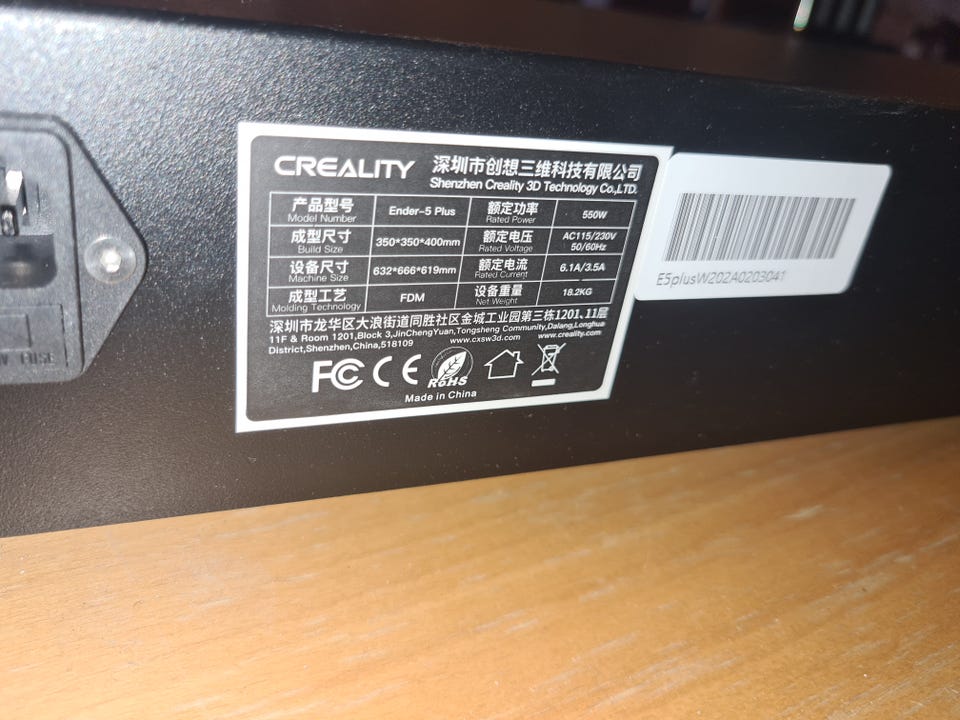 CREALITY 深圳市创想三维科技有限公司
Shenzhen Creality 3D Technology Co.,LTD.
产品型号 Ender-5 Plus 额定功率 550W
Model Number Rated Power
成型尺寸 350*350*400mm 额定电压 AC115/230V
Build Size Rated Voltage 50/60Hz
设备尺寸 632*666*619mm 额定电流 6.1A/3.5A
Machine Size Rated Current
成型工艺 FDM 设备重量 18.2KG
Molding Technology Net Weight
深圳市龙华区大浪街道同胜社区金城工业园第三栋1201、11层
11F & Room 1201,Block 3,JinChengYuan,Tongsheng Community,Dalang,Longhua
District,Shenzhen,China,518109 www.cxsw3d.com www.creality.com
FC CE RoHS
Made in China
E5plusW202A0203041
FUSE